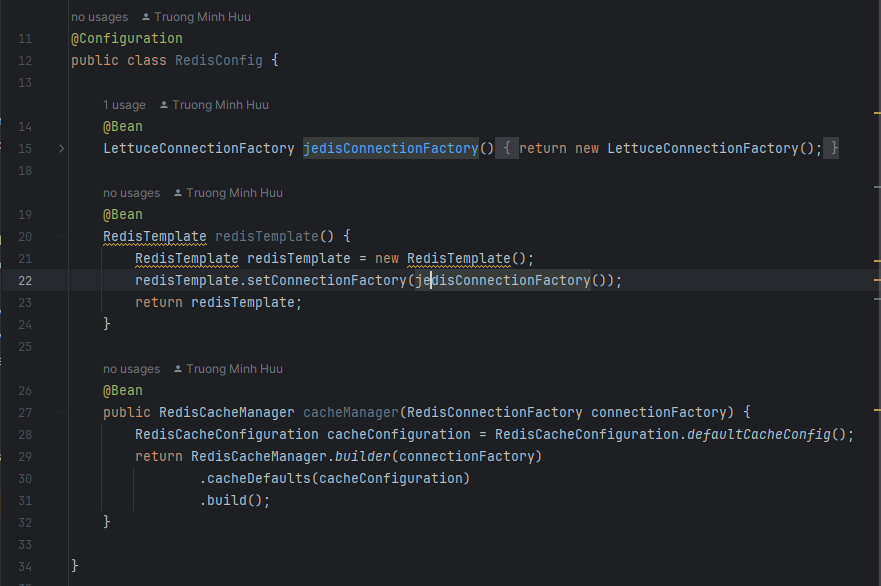 no usages Truong Minh Huu
11 @Configuration
12 public class RedisConfig {
13
1 usage Truong Minh Huu
14 @Bean
15 LettuceConnectionFactory jedisConnectionFactory() { return new LettuceConnectionFactory(); }
18
no usages Truong Minh Huu
19 @Bean
20 RedisTemplate redisTemplate() {
21 RedisTemplate redisTemplate = new RedisTemplate();
22 redisTemplate.setConnectionFactory(jedisConnectionFactory());
23 return redisTemplate;
24 }
25
no usages Truong Minh Huu
26 @Bean
27 public RedisCacheManager cacheManager(RedisConnectionFactory connectionFactory) {
28 RedisCacheConfiguration cacheConfiguration = RedisCacheConfiguration.defaultCacheConfig();
29 return RedisCacheManager.builder(connectionFactory)
30 .cacheDefaults(cacheConfiguration)
31 .build();
32 }
33
34 }